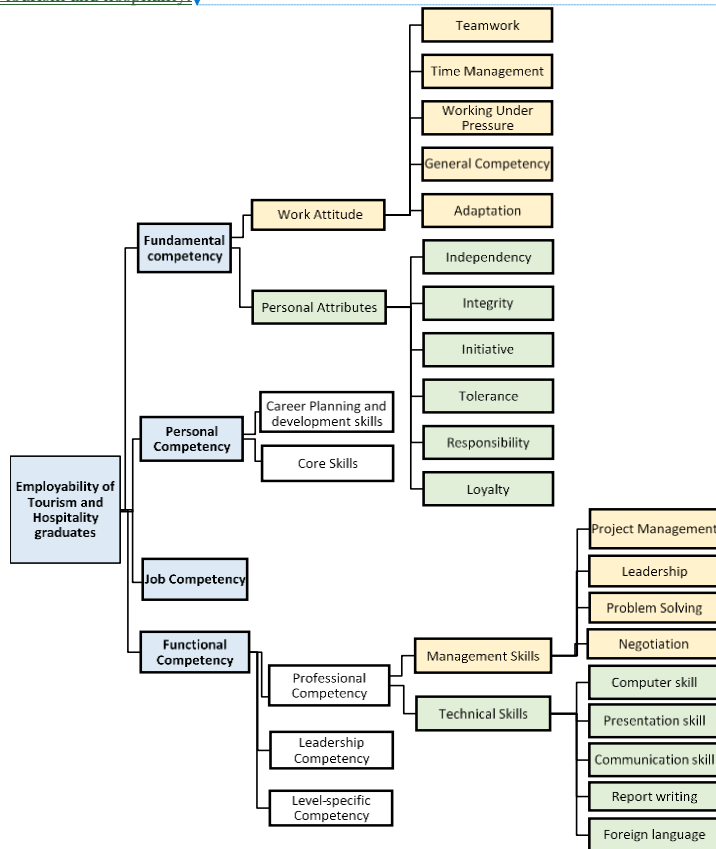 Tourism and Hospitality.
Teamwork
Time Management
Working Under
Pressure
General Competency
Work Attitude
Adaptation
Fundamental
competency
Independency
Personal Attributes
Integrity
Initiative
Tolerance
Career Planning and
development skills
Personal
Competency
Responsibility
Core Skills
Loyalty
Employability of
Tourism and
Hospitality
graduates
Project Management
Job Competency
Leadership
Problem Solving
Functional
Competency
Negotiation
Management Skills
Professional
Competency
Computer skill
Technical Skills
Presentation skill
Leadership
Competency
Communication skill
Report writing
Level-specific
Competency
Foreign language